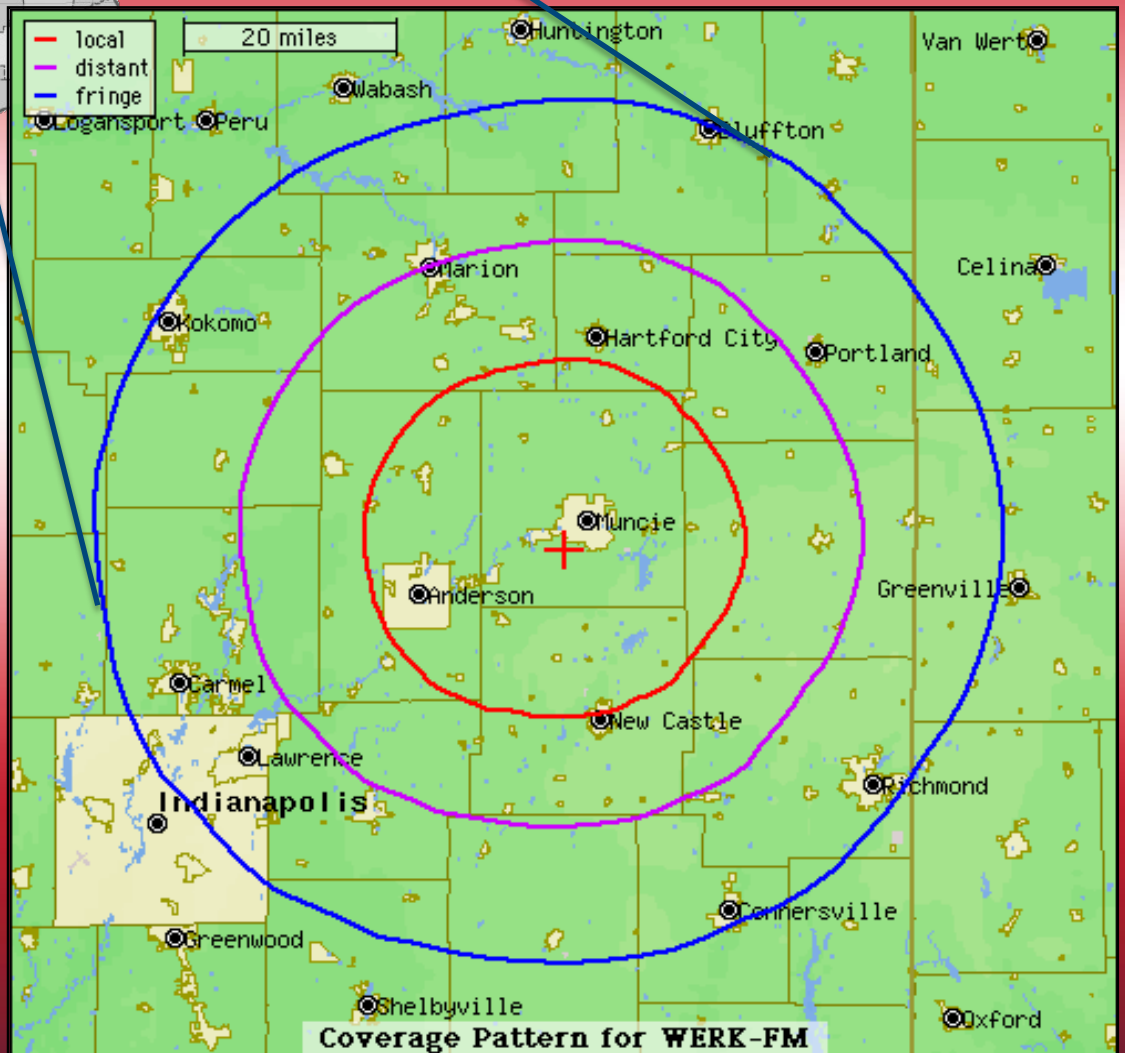 local
distant
fringe
20 miles
Huntington
Van Wert
Wabash
Logansport
Peru
Bluffton
Marion
Celina
Kokomo
Hartford City
Portland
Muncie
Anderson
Greenville
Carmel
New Castle
Lawrence
Richmond
Indianapolis
Connersville
Greenwood
Shelbyville
Oxford
Coverage Pattern for WERK-FM